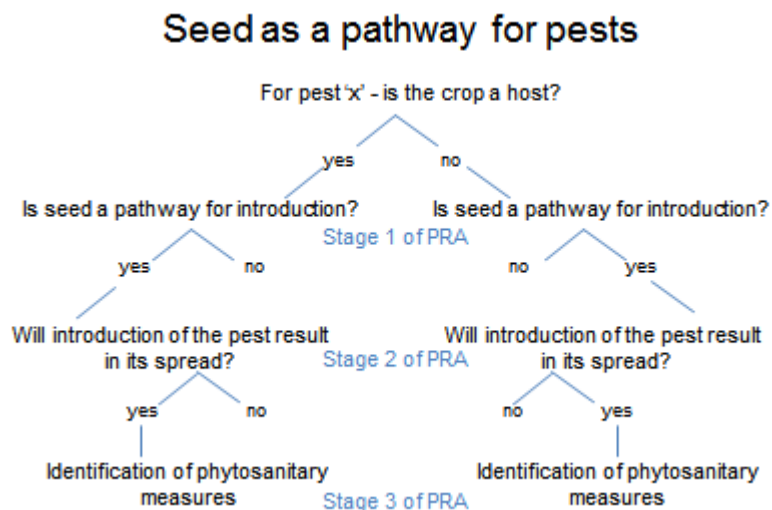 Seed as a pathway for pests
For pest 'x' - is the crop a host?
yes no
Is seed a pathway for introduction? Is seed a pathway for introduction?
Stage 1 of PRA
yes no no yes
Will introduction of the pest result Will introduction of the pest result
in its spread? Stage 2 of PRA in its spread?
yes no no yes
Identification of phytosanitary Identification of phytosanitary
measures Stage 3 of PRA measures